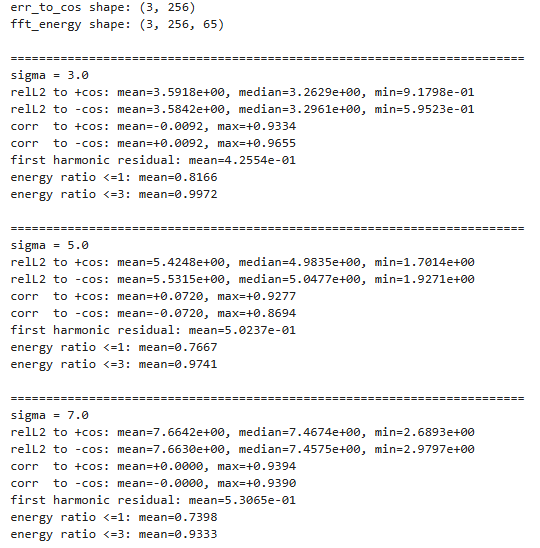 err_to_cos shape: (3, 256)
fft_energy shape: (3, 256, 65)
========================================================================
sigma = 3.0
relL2 to +cos: mean=3.5918e+00, median=3.2629e+00, min=9.1798e-01
relL2 to -cos: mean=3.5842e+00, median=3.2961e+00, min=5.9523e-01
corr  to +cos: mean=-0.0092, max=+0.9334
corr  to -cos: mean=+0.0092, max=+0.9655
first harmonic residual: mean=4.2554e-01
energy ratio <=1: mean=0.8166
energy ratio <=3: mean=0.9972
========================================================================
sigma = 5.0
relL2 to +cos: mean=5.4248e+00, median=4.9835e+00, min=1.7014e+00
relL2 to -cos: mean=5.5315e+00, median=5.0477e+00, min=1.9271e+00
corr  to +cos: mean=+0.0720, max=+0.9277
corr  to -cos: mean=-0.0720, max=+0.8694
first harmonic residual: mean=5.0237e-01
energy ratio <=1: mean=0.7667
energy ratio <=3: mean=0.9741
========================================================================
sigma = 7.0
relL2 to +cos: mean=7.6642e+00, median=7.4674e+00, min=2.6893e+00
relL2 to -cos: mean=7.6630e+00, median=7.4575e+00, min=2.9797e+00
corr  to +cos: mean=+0.0000, max=+0.9394
corr  to -cos: mean=-0.0000, max=+0.9390
first harmonic residual: mean=5.3065e-01
energy ratio <=1: mean=0.7398
energy ratio <=3: mean=0.9333